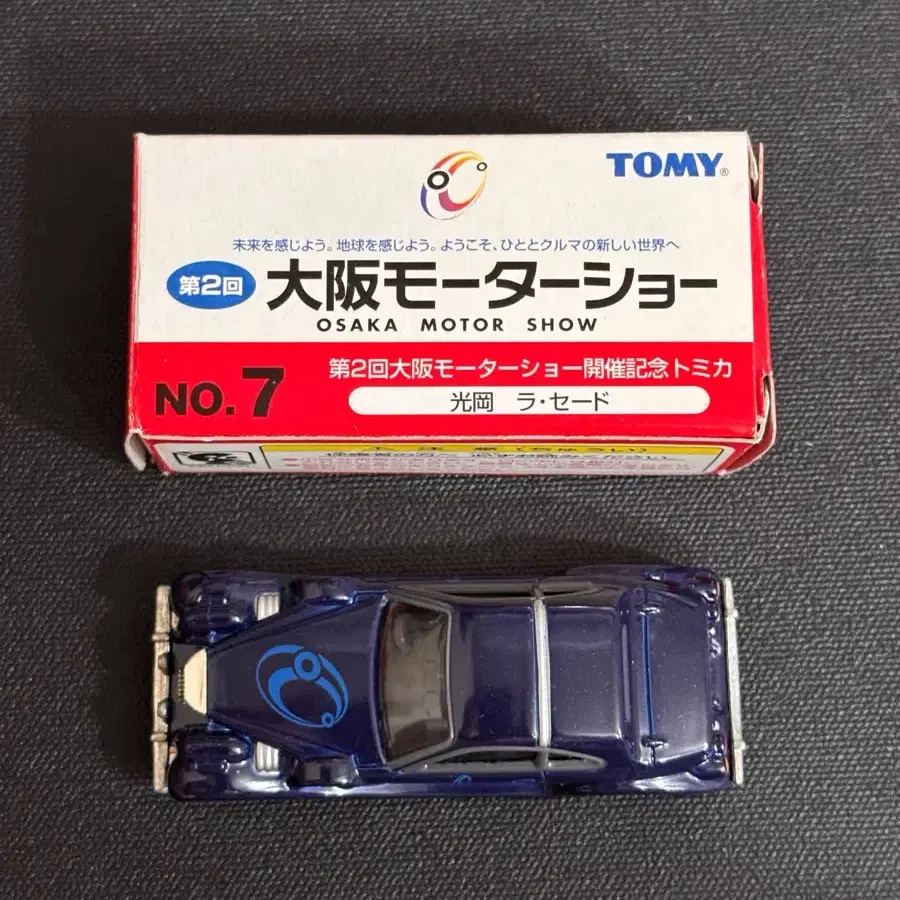 TOMY®
未来を感じよう。地球を感じよう。ようこそ、ひととクルマの新しい世界へ
第2回
大阪モーターショー
OSAKA MOTOR SHOW
NO.7
第2回大阪モーターショー開催記念トミカ
光岡 ラ・セード